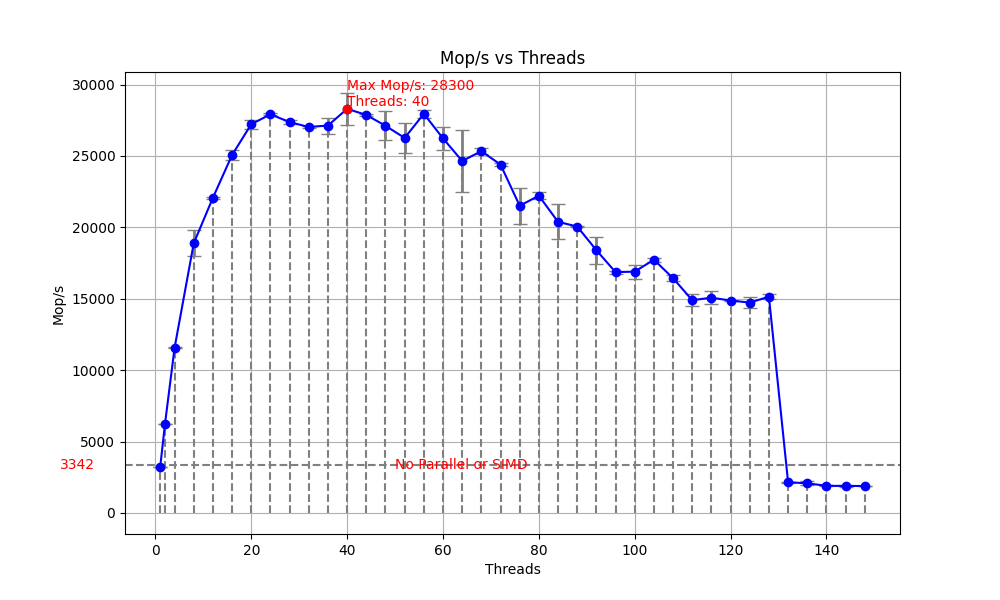 Mop/s vs Threads
Max Mop/s: 28300
Threads: 40
30000
25000
20000
15000
10000
5000
3342
No Parallel or SIMD
0
Mop/s
0 20 40 60 80 100 120 140
Threads